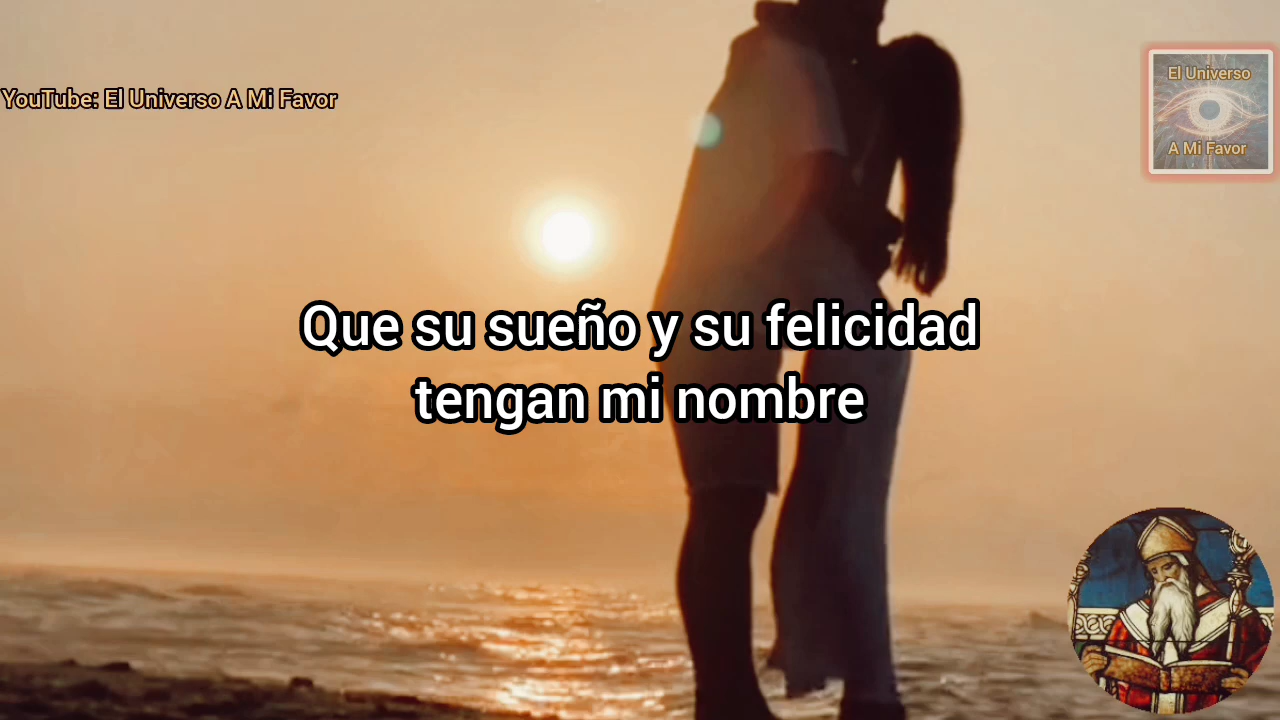 YouTube: El Universo A Mi Favor
El Universo
A Mi Favor
Que su sueño y su felicidad
tengan mi nombre